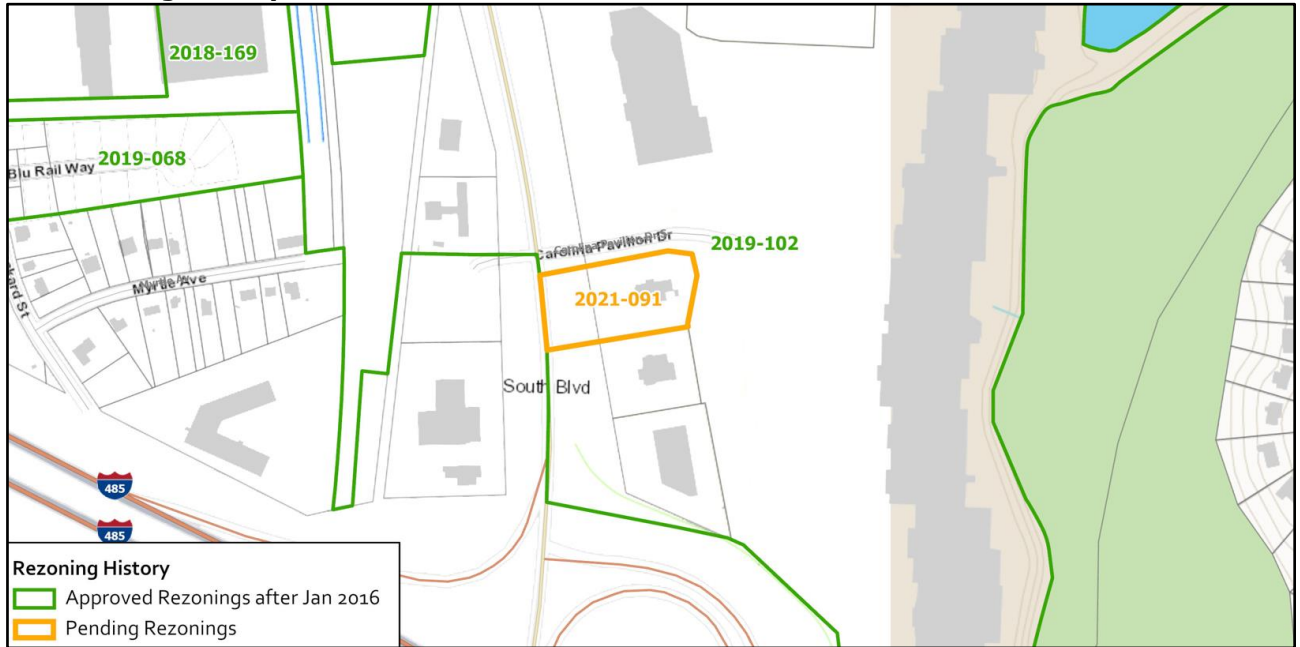 2018-169
2019-068
Blu Rail Way
Carolina Pavilion Dr
2019-102
Myrtle Ave
2021-091
South Blvd
485
485
Rezoning History
Approved Rezonings after Jan 2016
Pending Rezonings